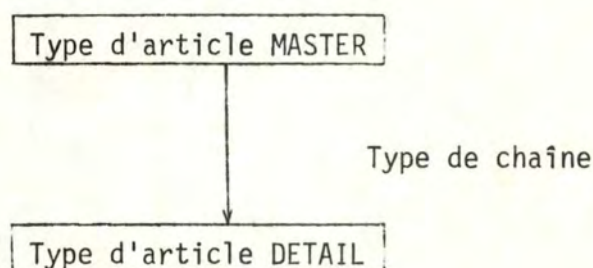 Type d'article MASTER
Type de chaîne
Type d'article DETAIL